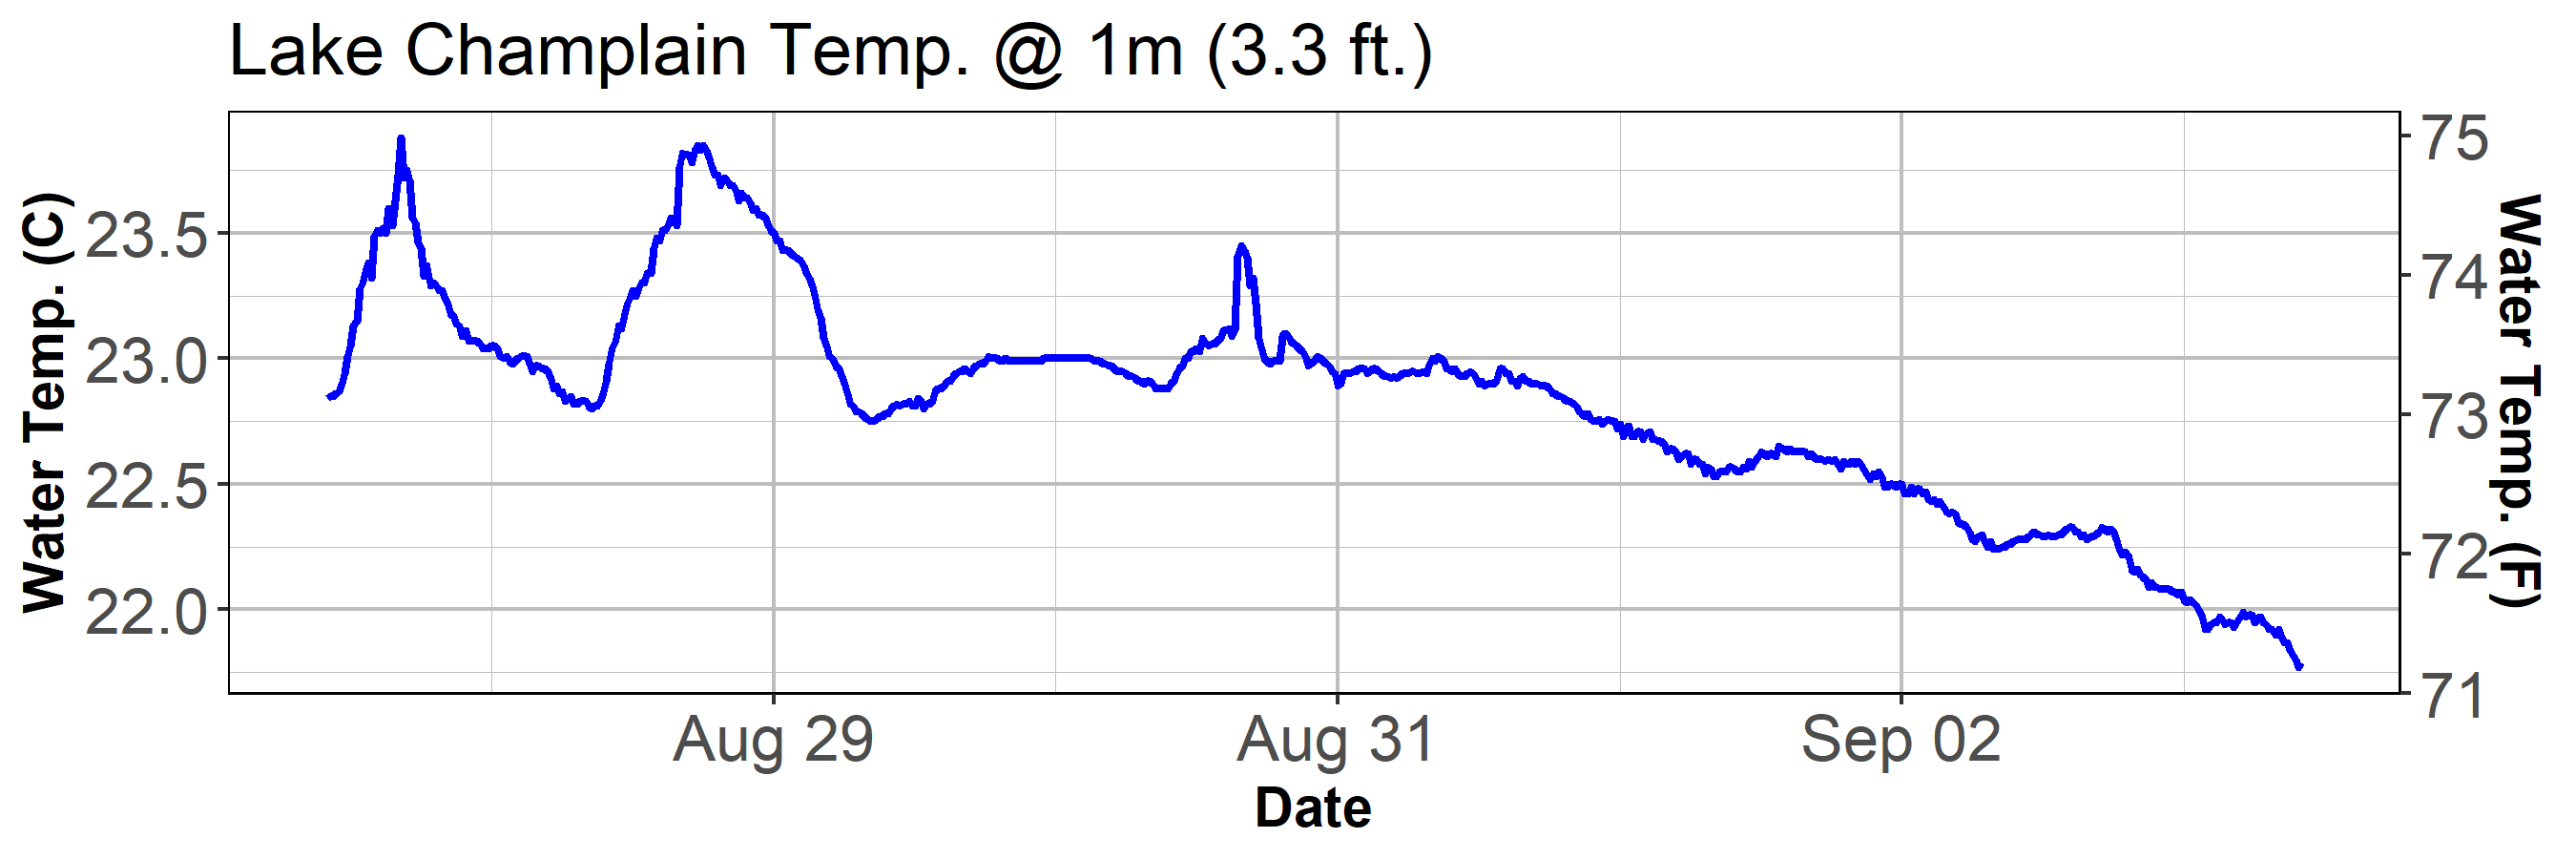 Lake Champlain Temp. @ 1m (3.3 ft.)
Water Temp. (C)
23.5
23.0
22.5
22.0
75
74
73
72
71
Water Temp. (F)
Aug 29
Aug 31
Sep 02
Date